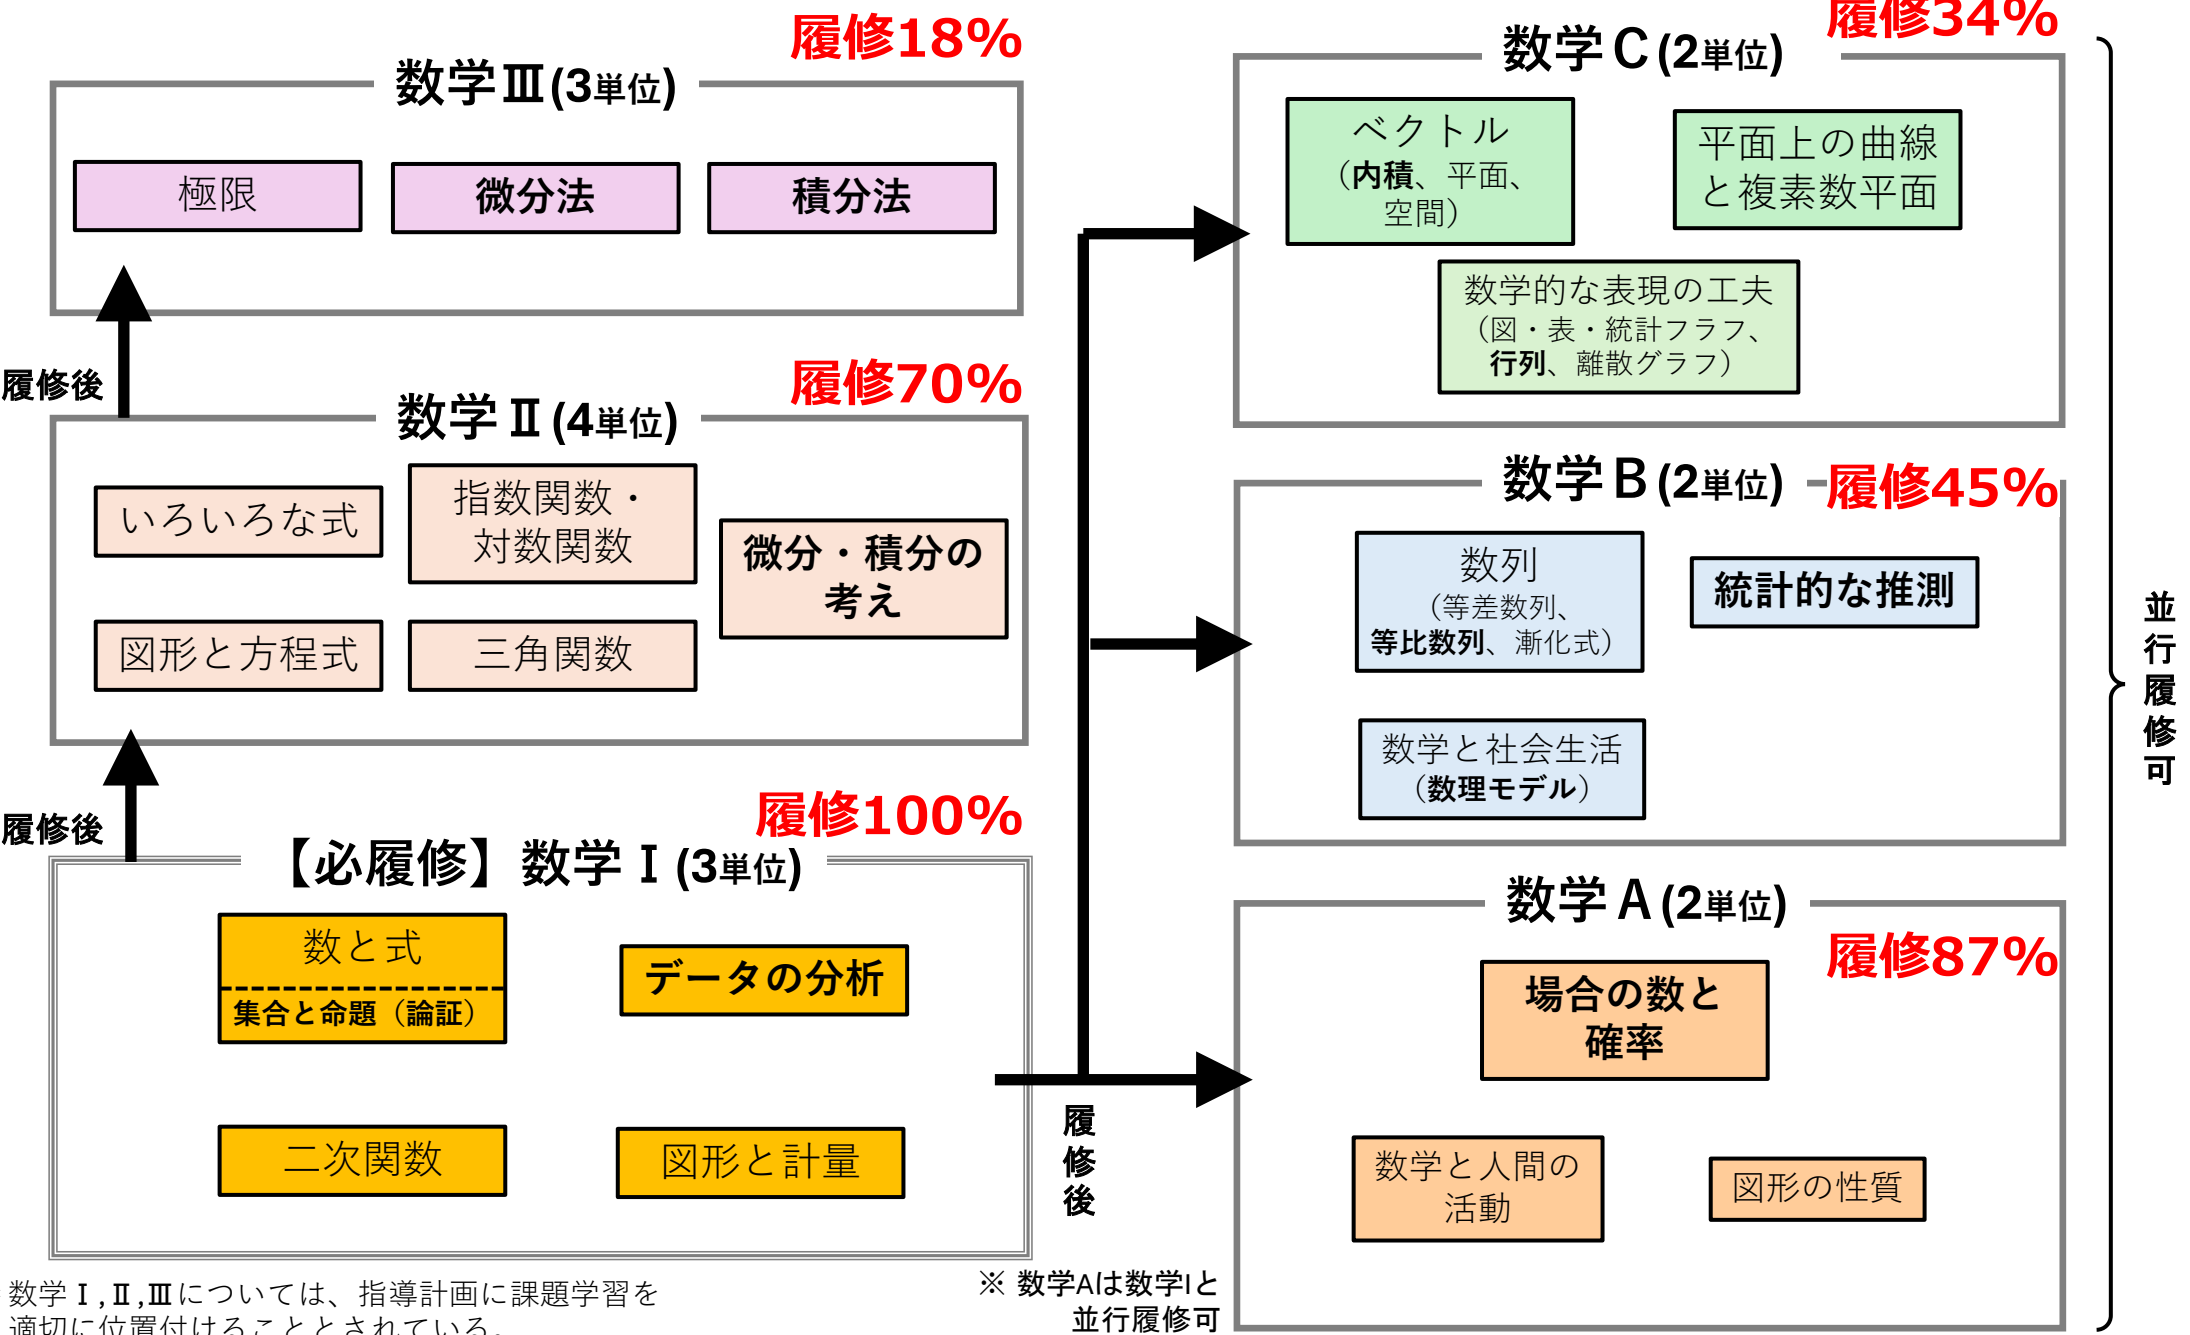 履修18%
数学Ⅲ(3単位)
極限
微分法
積分法
履修後
履修70%
数学Ⅱ(4単位)
いろいろな式
指数関数・
対数関数
微分・積分の
考え
図形と方程式
三角関数
履修後
履修100%
【必履修】数学Ⅰ(3単位)
数と式
集合と命題（論証）
データの分析
二次関数
図形と計量
数学Ⅰ,Ⅱ,Ⅲについては、指導計画に課題学習を
適切に位置付けることとされている。
履修34%
数学C(2単位)
ベクトル
（内積、平面、
空間）
平面上の曲線
と複素数平面
数学的な表現の工夫
（図・表・統計フラフ、
行列、離散グラフ）
数学B(2単位)
履修45%
数列
（等差数列、
等比数列、漸化式）
統計的な推測
数学と社会生活
（数理モデル）
数学A(2単位)
履修87%
場合の数と
確率
数学と人間の
活動
図形の性質
履修後
※ 数学Aは数学Iと
並行履修可
並行履修可